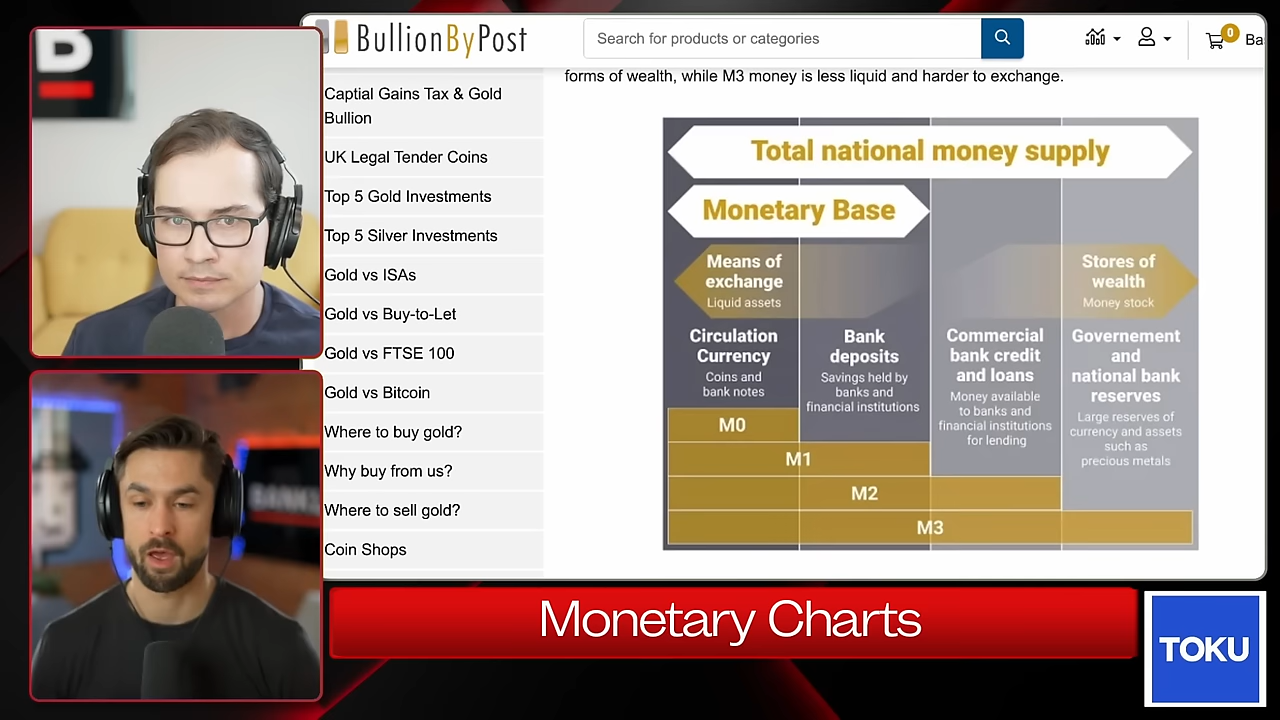 BullionByPost
Search for products or categories
0
Ba
forms of wealth, while M3 money is less liquid and harder to exchange.
Captial Gains Tax & Gold
Bullion
UK Legal Tender Coins
Top 5 Gold Investments
Top 5 Silver Investments
Gold vs ISAs
Gold vs Buy-to-Let
Gold vs FTSE 100
Gold vs Bitcoin
Where to buy gold?
Why buy from us?
Where to sell gold?
Coin Shops
Total national money supply
Monetary Base
Means of
exchange
Liquid assets
Stores of
wealth
Money stock
Circulation
Currency
Coins and
bank notes
Bank
deposits
Savings held by
banks and
financial institutions
Commercial
bank credit
and loans
Money available
to banks and
financial institutions
for lending
Governement
and
national bank
reserves
Large reserves of
currency and assets
such as
precious metals
M0
M1
M2
M3
BANKS
Monetary Charts
TOKU